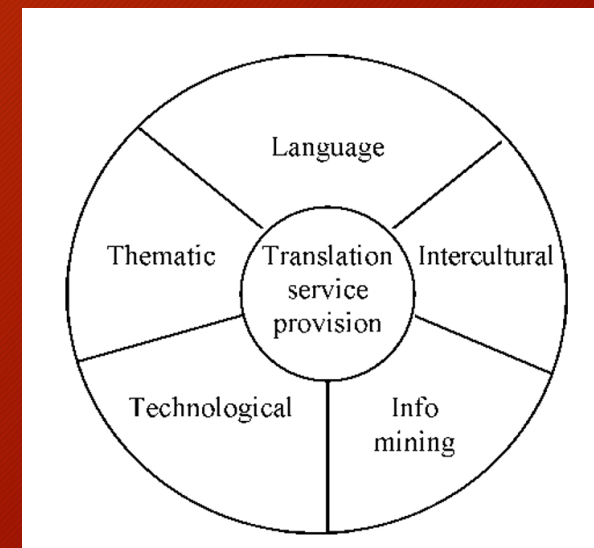 Language
Thematic
Translation
service
provision
Intercultural
Technological
Info
mining